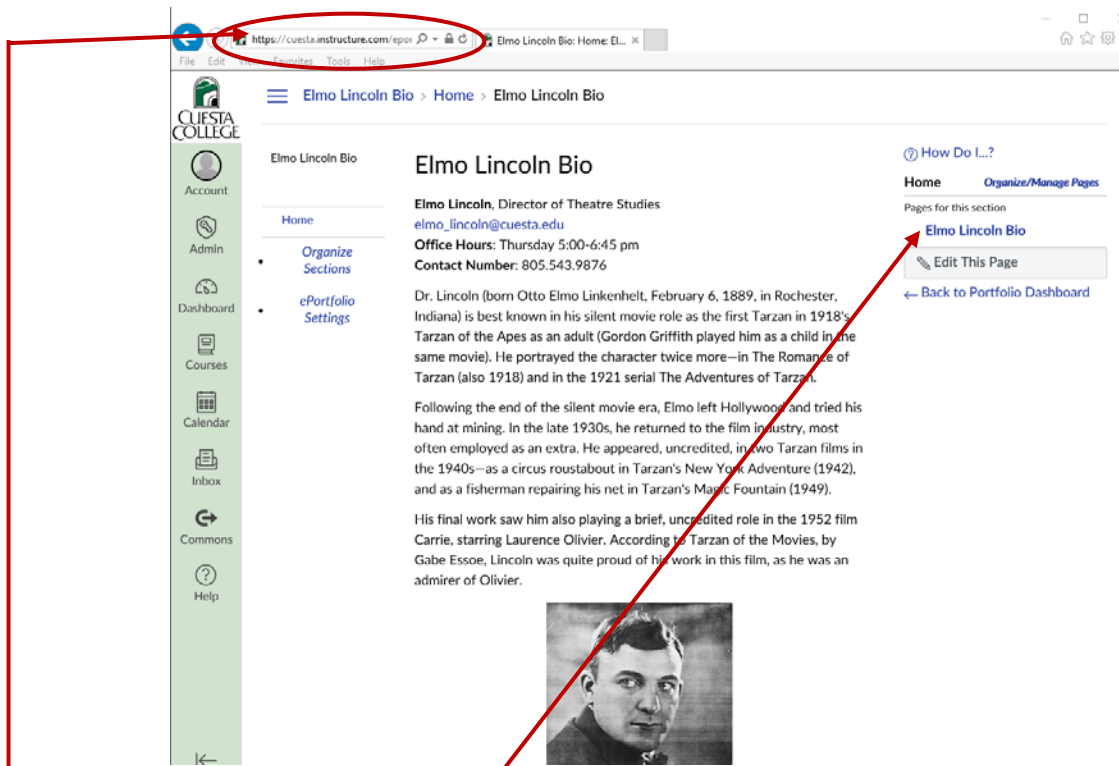 https://cuesta.instructure.com/epor
Elmo Lincoln Bio: Home: El...
File Edit View Favorites Tools Help
CUESTA
COLLEGE
Elmo Lincoln Bio > Home > Elmo Lincoln Bio
Account
Admin
Dashboard
Courses
Calendar
Inbox
Commons
Help
Elmo Lincoln Bio
Home
Organize
Sections
ePortfolio
Settings
Elmo Lincoln Bio
Elmo Lincoln, Director of Theatre Studies
elmo_lincoln@cuesta.edu
Office Hours: Thursday 5:00-6:45 pm
Contact Number: 805.543.9876
Dr. Lincoln (born Otto Elmo Linkenhelt, February 6, 1889, in Rochester,
Indiana) is best known in his silent movie role as the first Tarzan in 1918's
Tarzan of the Apes as an adult (Gordon Griffith played him as a child in the
same movie). He portrayed the character twice more—in The Romance of
Tarzan (also 1918) and in the 1921 serial The Adventures of Tarzan.
Following the end of the silent movie era, Elmo left Hollywood and tried his
hand at mining. In the late 1930s, he returned to the film industry, most
often employed as an extra. He appeared, uncredited, in two Tarzan films in
the 1940s—as a circus roustabout in Tarzan's New York Adventure (1942),
and as a fisherman repairing his net in Tarzan's Magic Fountain (1949).
His final work saw him also playing a brief, uncredited role in the 1952 film
Carrie, starring Laurence Olivier. According to Tarzan of the Movies, by
Gabe Essoe, Lincoln was quite proud of his work in this film, as he was an
admirer of Olivier.
How Do I...?
Home Organize/Manage Pages
Pages for this section
Elmo Lincoln Bio
Edit This Page
← Back to Portfolio Dashboard